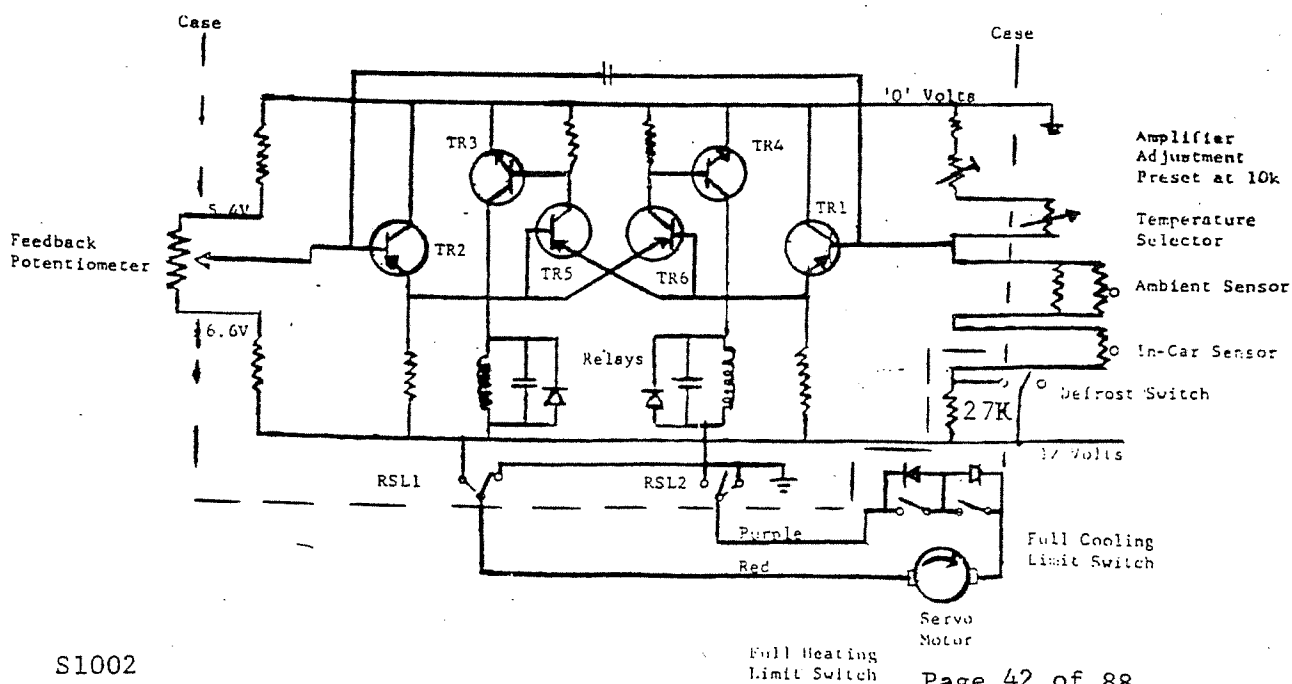 Case
Case
'0' Volts
TR3
TR4
Amplifier
Adjustment
Preset at 10k
5.4V
TR1
Temperature
Selector
Feedback
Potentiometer
TR2
TR5
TR6
Ambient Sensor
6.6V
Relays
In-Car Sensor
Defrost Switch
27K
12 Volts
RSL1
RSL2
Purple
Full Cooling
Limit Switch
Red
Servo
Motor
Full Heating
Limit Switch
S1002
Page 42 of 88